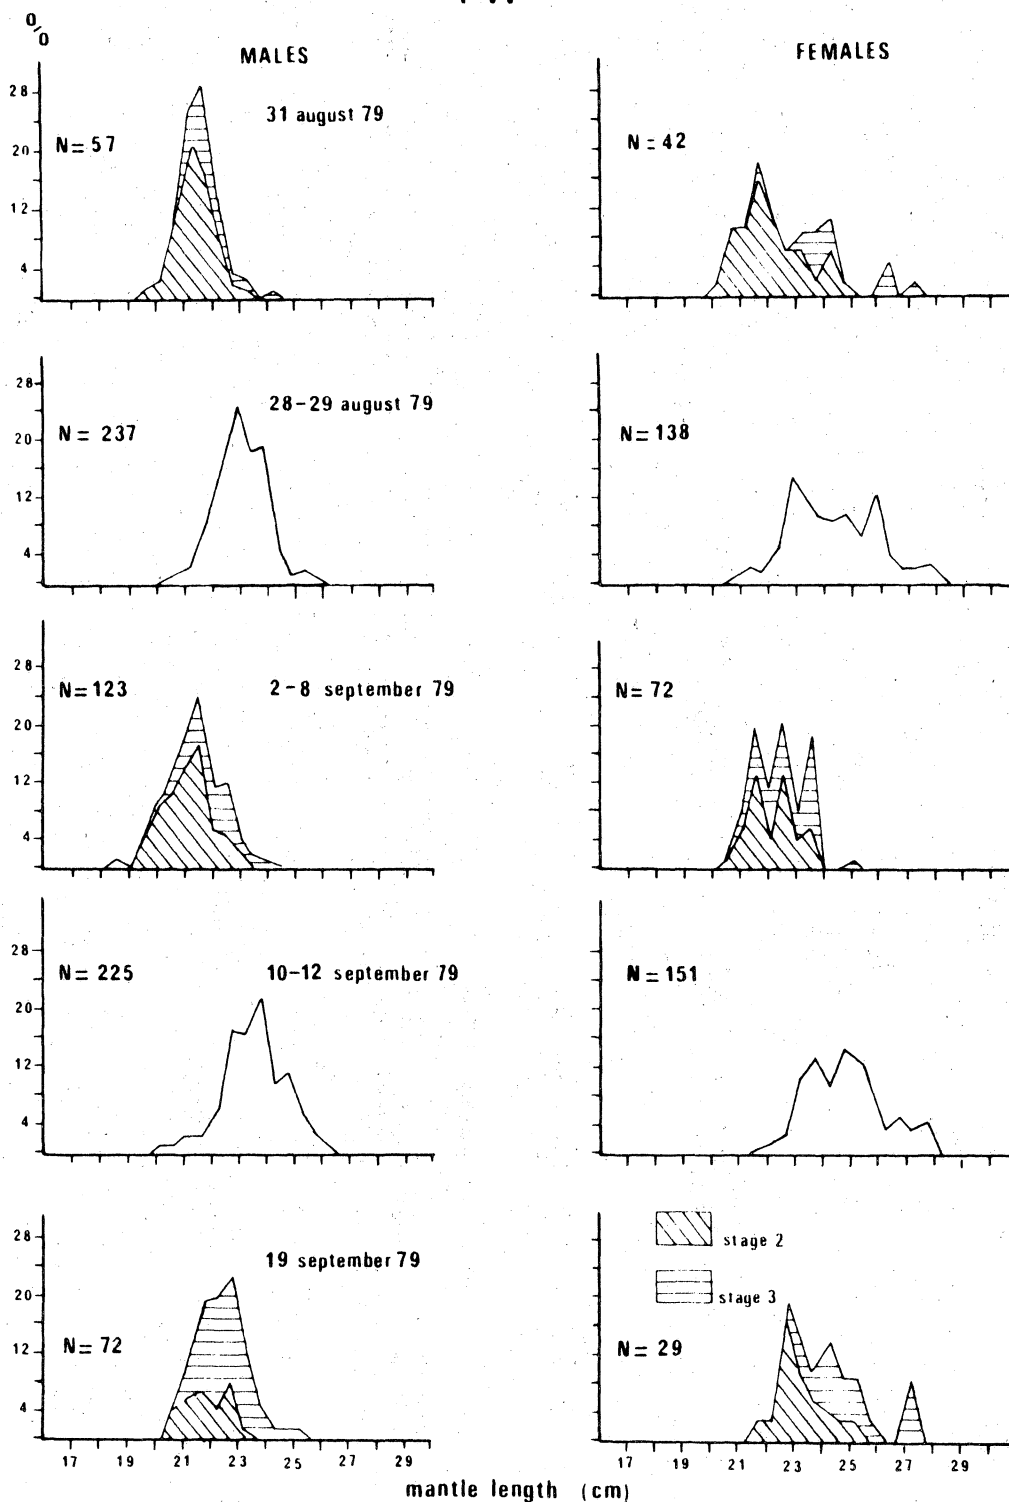 0/0
MALES
FEMALES
31 august 79
N= 57
N= 42
28
20
12
4
28-29 august 79
N= 237
N= 138
28
20
12
4
2-8 september 79
N= 123
N= 72
28
20
12
4
10-12 september 79
N= 225
N= 151
28
20
12
4
19 september 79
N= 72
N= 29
stage 2
stage 3
28
20
12
4
17 19 21 23 25 27 29
17 19 21 23 25 27 29
mantle length (cm)